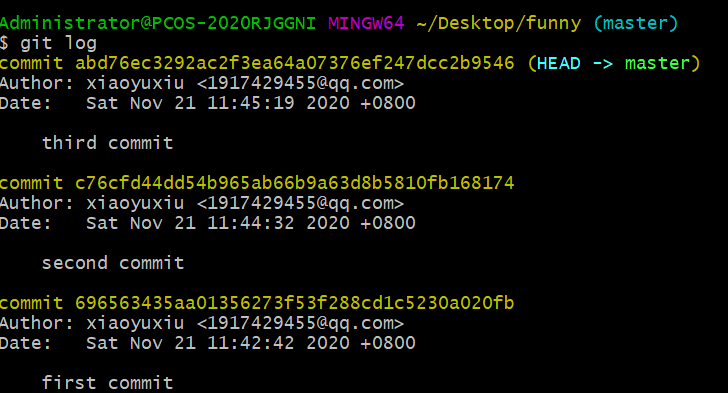 Administrator@PCOS-2020RJGGNI MINGW64 ~/Desktop/funny (master)
$ git log
commit abd76ec3292ac2f3ea64a07376ef247dcc2b9546 (HEAD -> master)
Author: xiaoyuxiu <1917429455@qq.com>
Date:   Sat Nov 21 11:45:19 2020 +0800
third commit
commit c76cfd44dd54b965ab66b9a63d8b5810fb168174
Author: xiaoyuxiu <1917429455@qq.com>
Date:   Sat Nov 21 11:44:32 2020 +0800
second commit
commit 696563435aa01356273f53f288cd1c5230a020fb
Author: xiaoyuxiu <1917429455@qq.com>
Date:   Sat Nov 21 11:42:42 2020 +0800
first commit